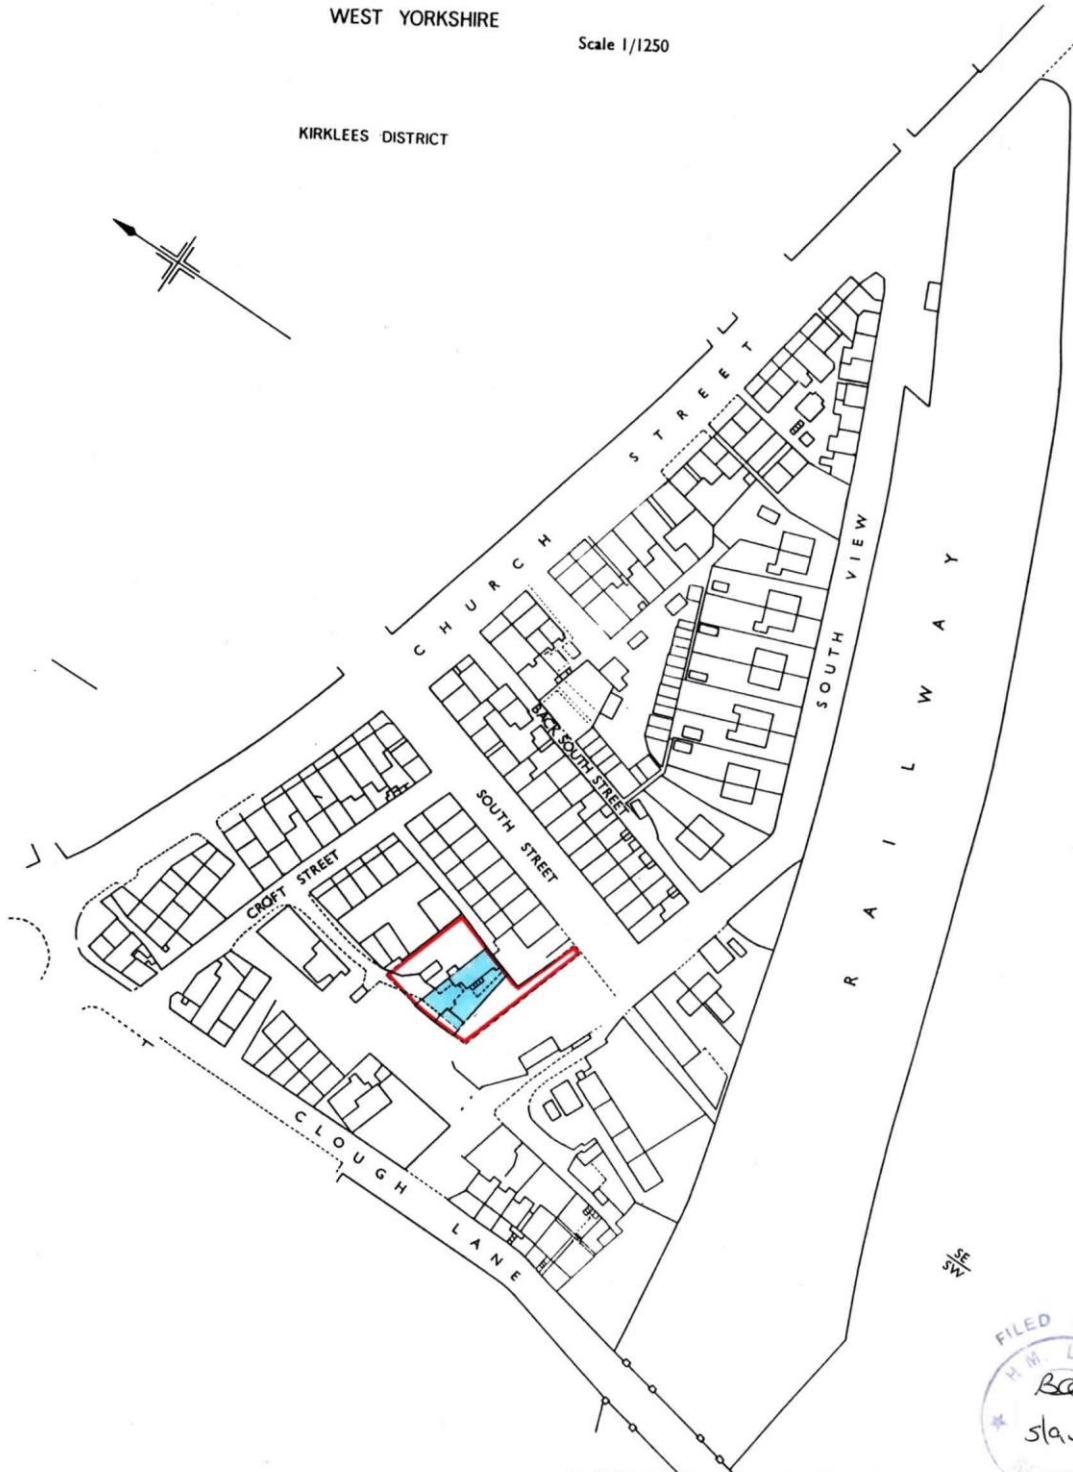 WEST YORKSHIRE
Scale 1/1250
KIRKLEES DISTRICT
CHURCH STREET
SOUTH VIEW
RAILWAY
BACK SOUTH STREET
SOUTH STREET
CROFT STREET
CLOUGH LANE
SE
SW
FILED
H.M. L